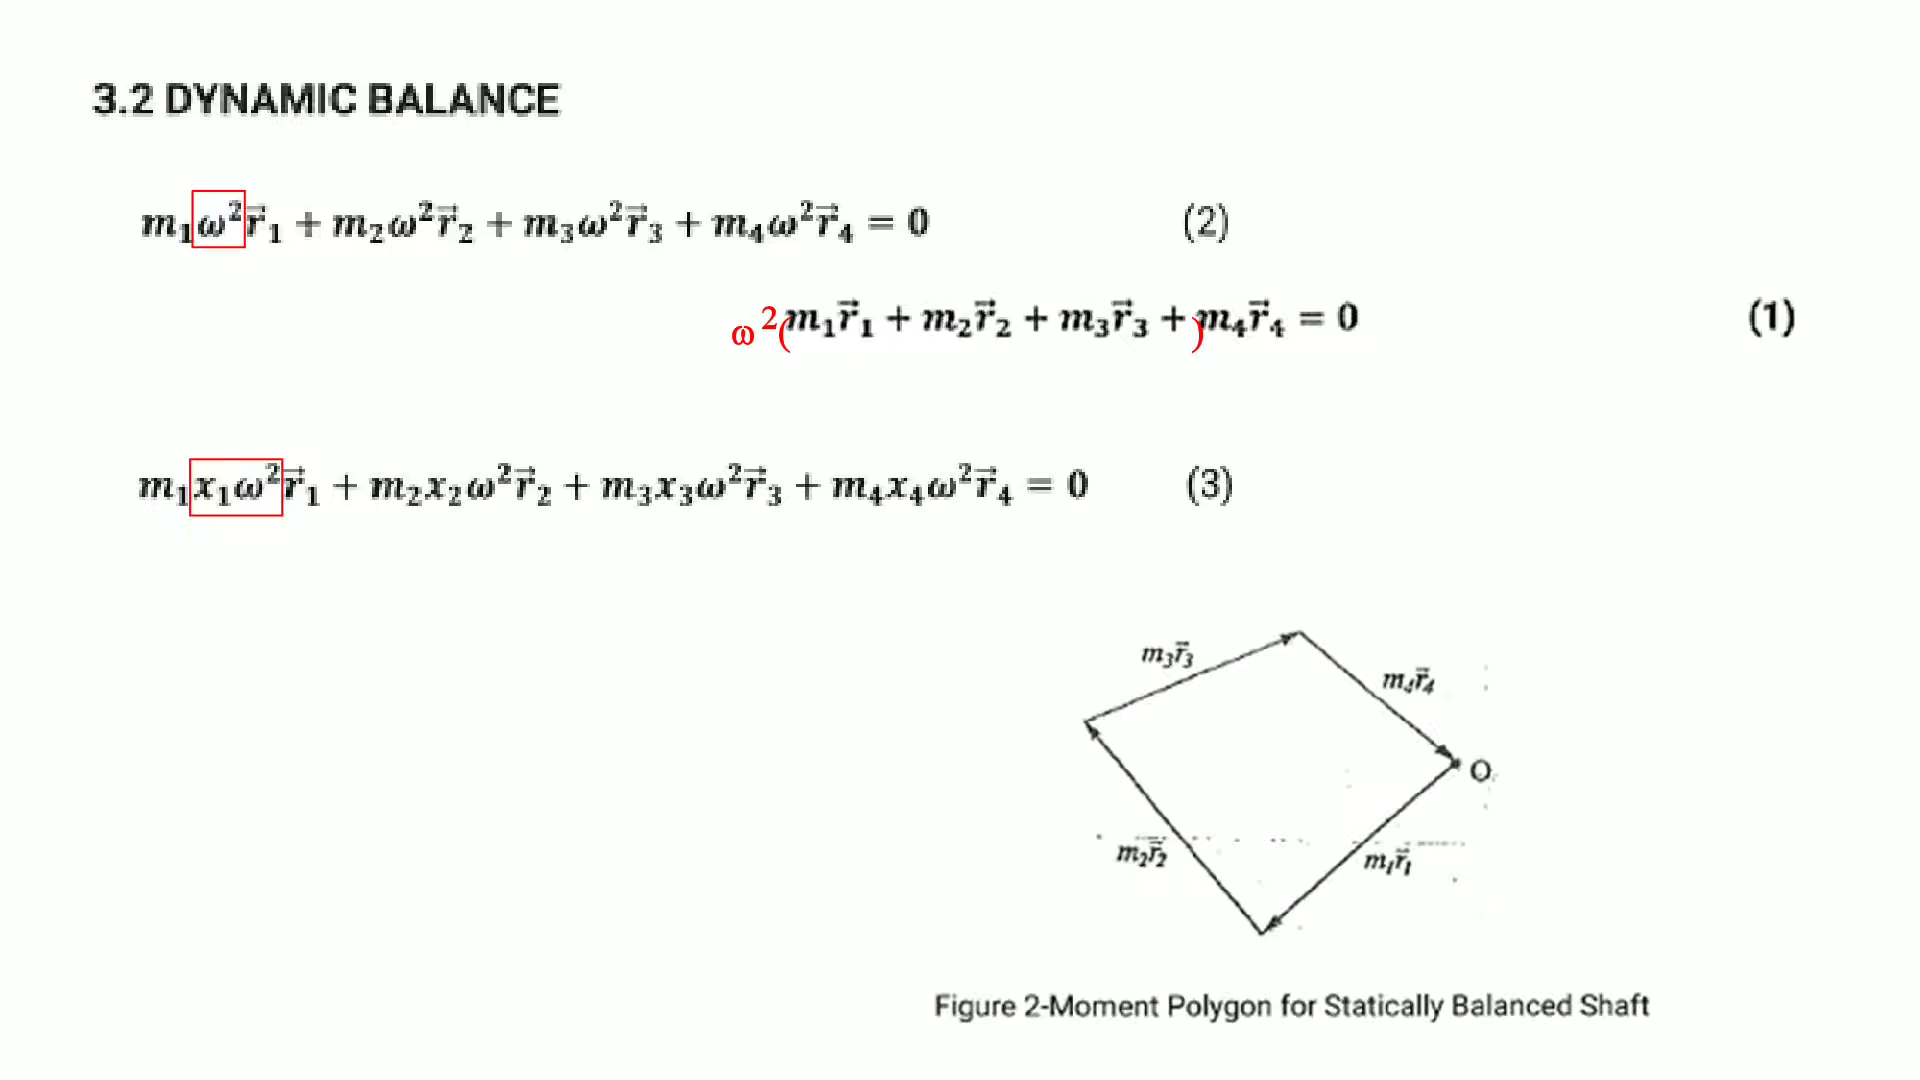 3.2 DYNAMIC BALANCE
m₁ω²r⃗₁ + m₂ω²r⃗₂ + m₃ω²r⃗₃ + m₄ω²r⃗₄ = 0 (2)
ω²(m₁r⃗₁ + m₂r⃗₂ + m₃r⃗₃ +)m₄r⃗₄ = 0 (1)
m₁x₁ω²r⃗₁ + m₂x₂ω²r⃗₂ + m₃x₃ω²r⃗₃ + m₄x₄ω²r⃗₄ = 0 (3)
m₃r⃗₃
m₄r⃗₄
O
m₂r⃗₂
m₁r⃗₁
Figure 2-Moment Polygon for Statically Balanced Shaft